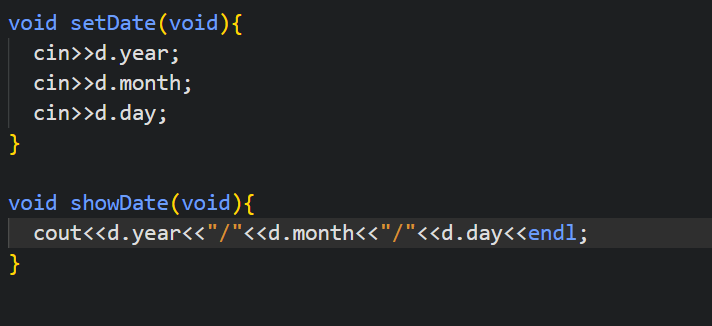 void setDate(void){
cin>>d.year;
cin>>d.month;
cin>>d.day;
}
void showDate(void){
cout<<d.year<<"/"<<d.month<<"/"<<d.day<<endl;
}